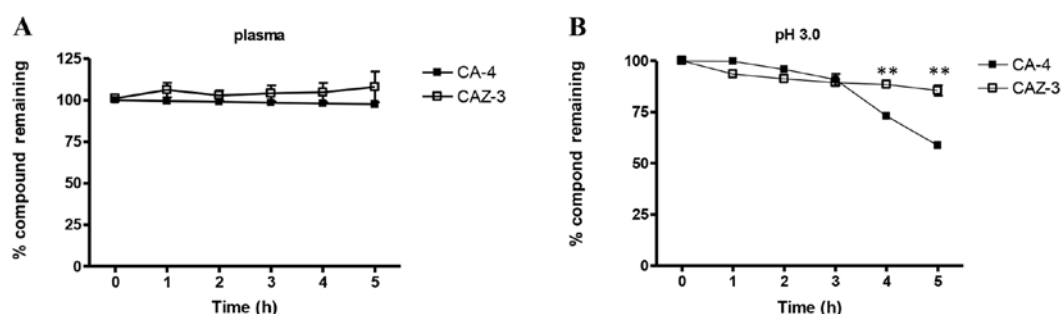 A
plasma
% compound remaining
125
100
75
50
25
0
0 1 2 3 4 5
Time (h)
CA-4
CAZ-3
B
pH 3.0
% compond remaining
100
75
50
25
0
0 1 2 3 4 5
Time (h)
** **
CA-4
CAZ-3